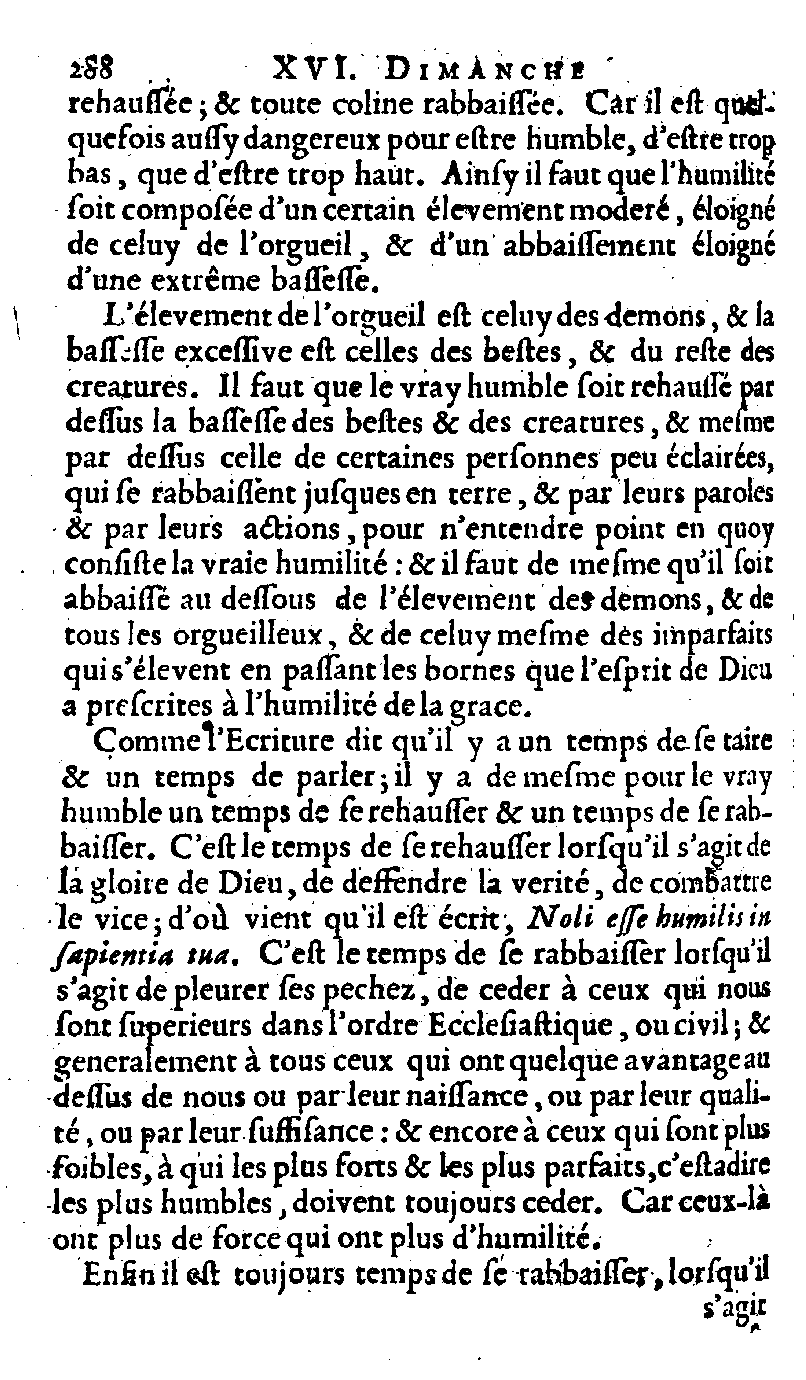 288 XVI. DIMANCHE
rehauſſée ; & toute coline rabbaiſſée. Car il eſt quel-
quefois auſſy dangereux pour eſtre humble, d'eſtre trop
bas, que d'eſtre trop haut. Ainſy il faut que l'humilité
ſoit compoſée d'un certain élevement moderé, éloigné
de celuy de l'orgueil, & d'un abbaiſſement éloigné
d'une extrême baſſeſſe.
L'élevement de l'orgueil eſt celuy des demons, & la
baſſeſſe exceſſive eſt celles des beſtes, & du reſte des
creatures. Il faut que le vray humble ſoit rehauſſé par
deſſus la baſſeſſe des beſtes & des creatures, & meſme
par deſſus celle de certaines perſonnes peu éclairées,
qui ſe rabbaiſſent juſques en terre, & par leurs paroles
& par leurs actions, pour n'entendre point en quoy
conſiſte la vraie humilité : & il faut de meſme qu'il ſoit
abbaiſſé au deſſous de l'élevement des demons, & de
tous les orgueilleux, & de celuy meſme des imparfaits
qui s'élevent en paſſant les bornes que l'eſprit de Dieu
a preſcrites à l'humilité de la grace.
Comme l'Ecriture dit qu'il y a un temps de ſe taire
& un temps de parler ; il y a de meſme pour le vray
humble un temps de ſe rehauſſer & un temps de ſe rab-
baiſſer. C'eſt le temps de ſe rehauſſer lorſqu'il s'agit de
la gloire de Dieu, de deffendre la verité, de combattre
le vice ; d'où vient qu'il eſt écrit, Noli eſſe humilis in
ſapientia tua. C'eſt le temps de ſe rabbaiſſer lorſqu'il
s'agit de pleurer ſes pechez, de ceder à ceux qui nous
ſont ſuperieurs dans l'ordre Eccleſiaſtique, ou civil ; &
generalement à tous ceux qui ont quelque avantage au
deſſus de nous ou par leur naiſſance, ou par leur quali-
té, ou par leur ſuffiſance : & encore à ceux qui ſont plus
foibles, à qui les plus forts & les plus parfaits, c'eſtadire
les plus humbles, doivent toujours ceder. Car ceux-là
ont plus de force qui ont plus d'humilité.
Enfin il eſt toujours temps de ſe rabbaiſſer, lorſqu'il
s'agit